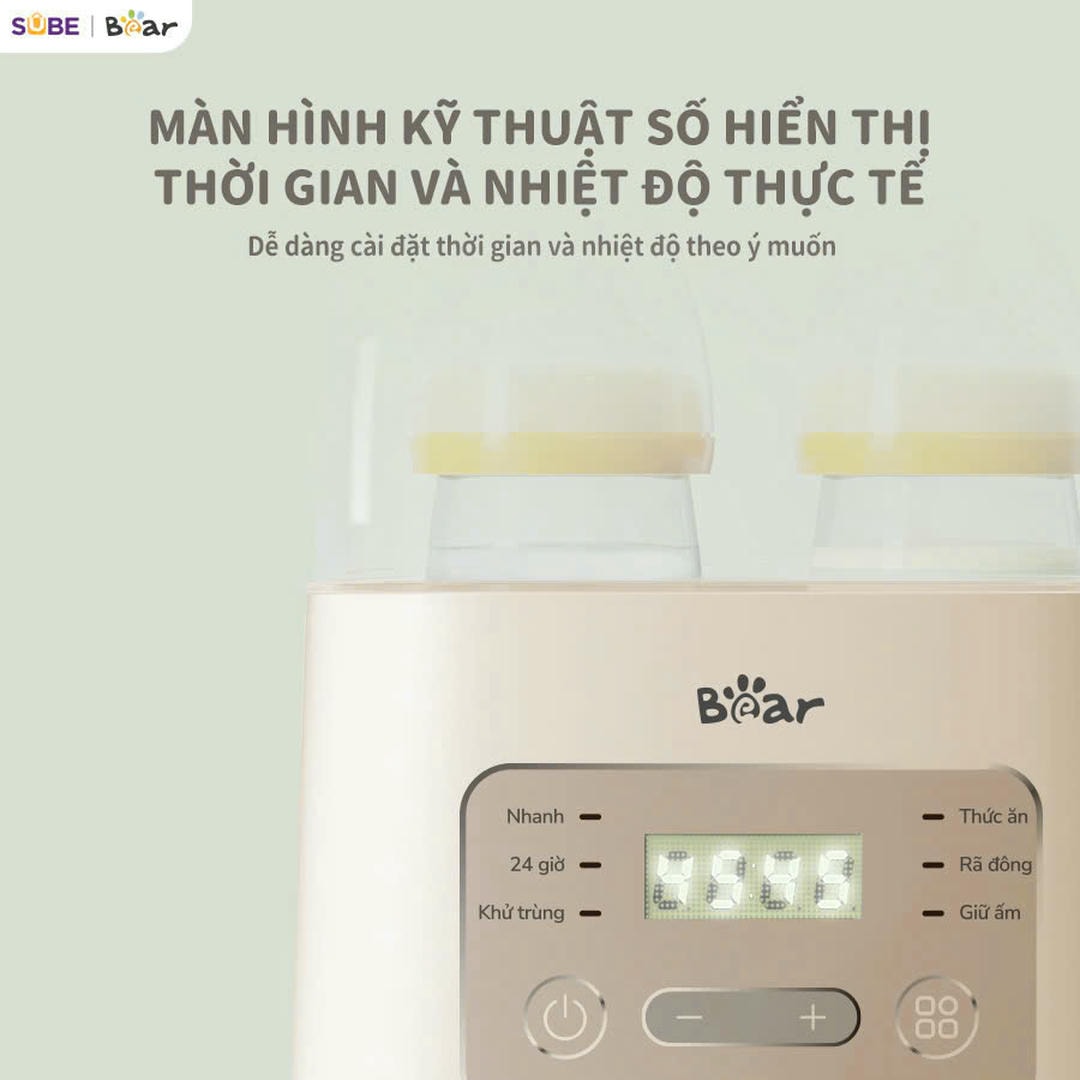 SUBE | Bear
MÀN HÌNH KỸ THUẬT SỐ HIỂN THỊ
THỜI GIAN VÀ NHIỆT ĐỘ THỰC TẾ
Dễ dàng cài đặt thời gian và nhiệt độ theo ý muốn
Bear
Nhanh
24 giờ
Khử trùng
Thức ăn
Rã đông
Giữ ấm